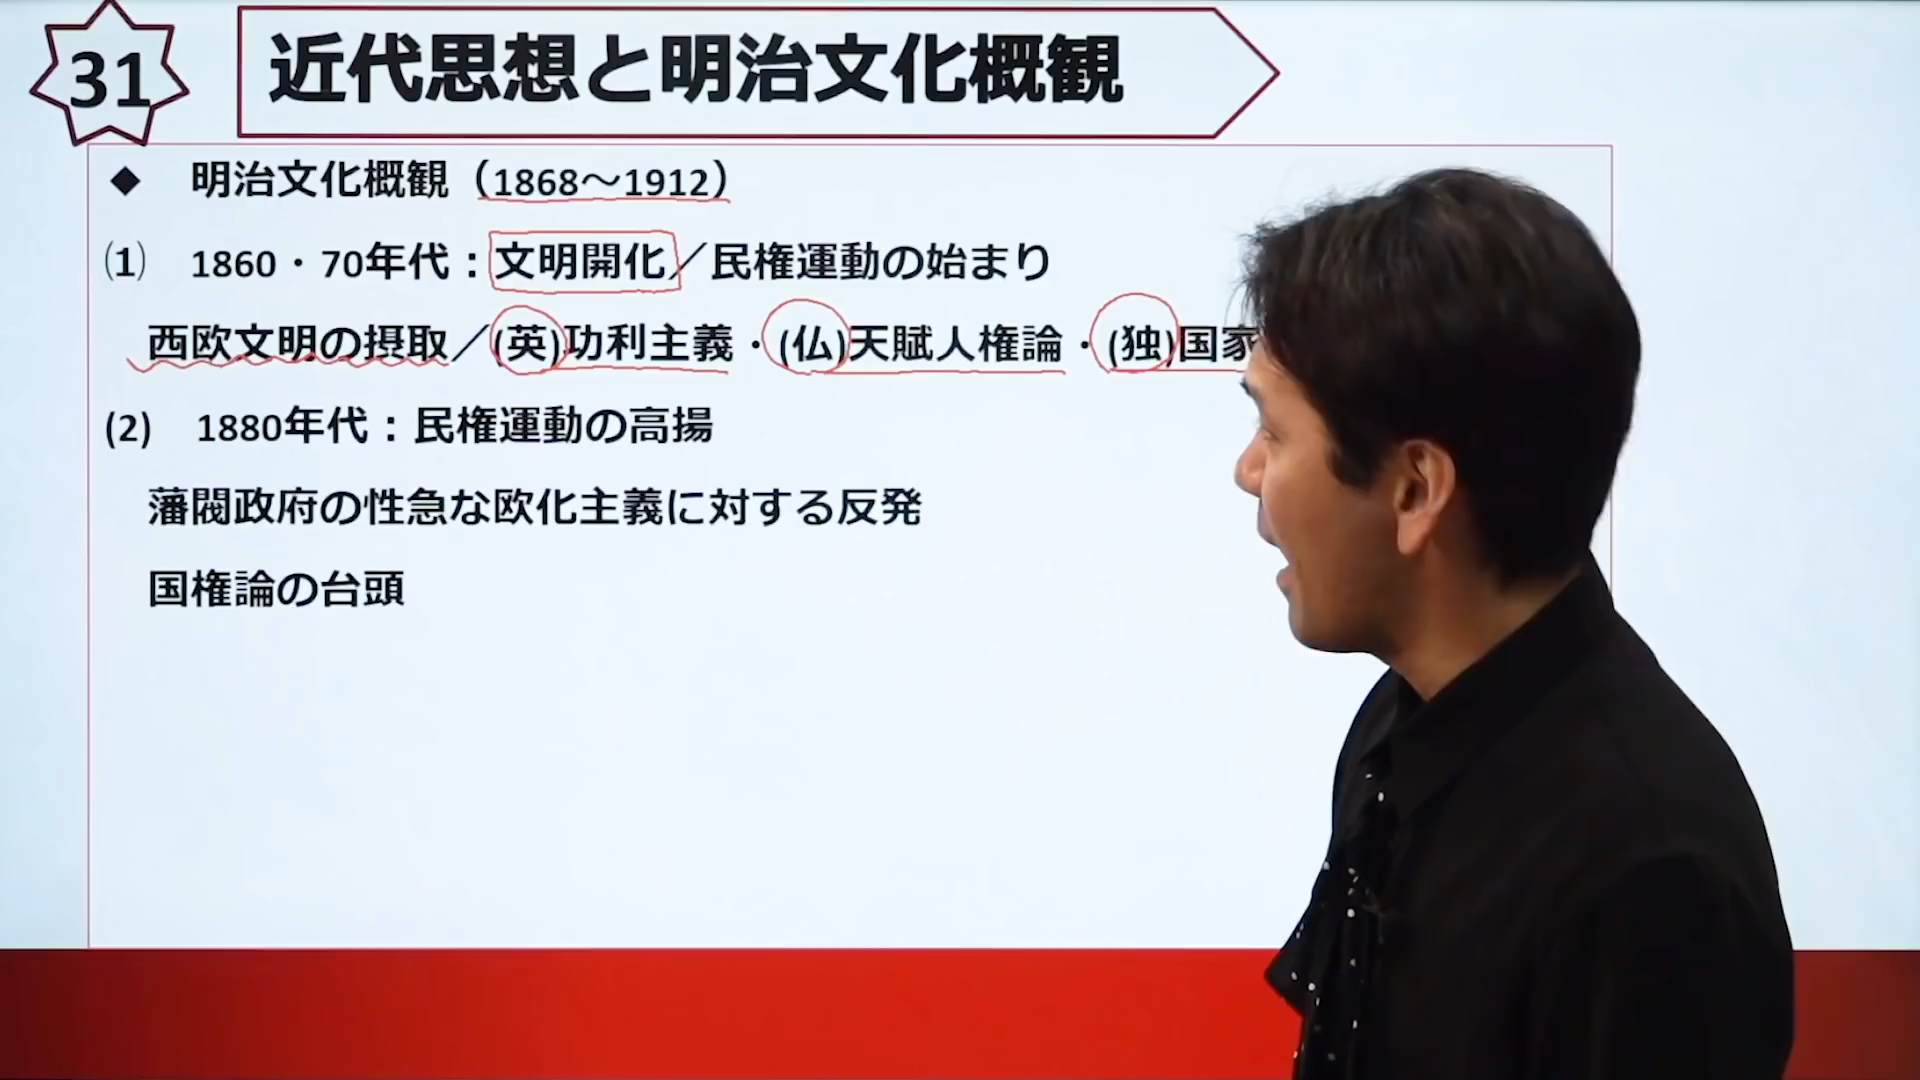 31
近代思想と明治文化概観
◆ 明治文化概観（1868～1912）
⑴ 1860・70年代：文明開化／民権運動の始まり
西欧文明の摂取／(英)功利主義・(仏)天賦人権論・(独)国家
(2) 1880年代：民権運動の高揚
藩閥政府の性急な欧化主義に対する反発
国権論の台頭